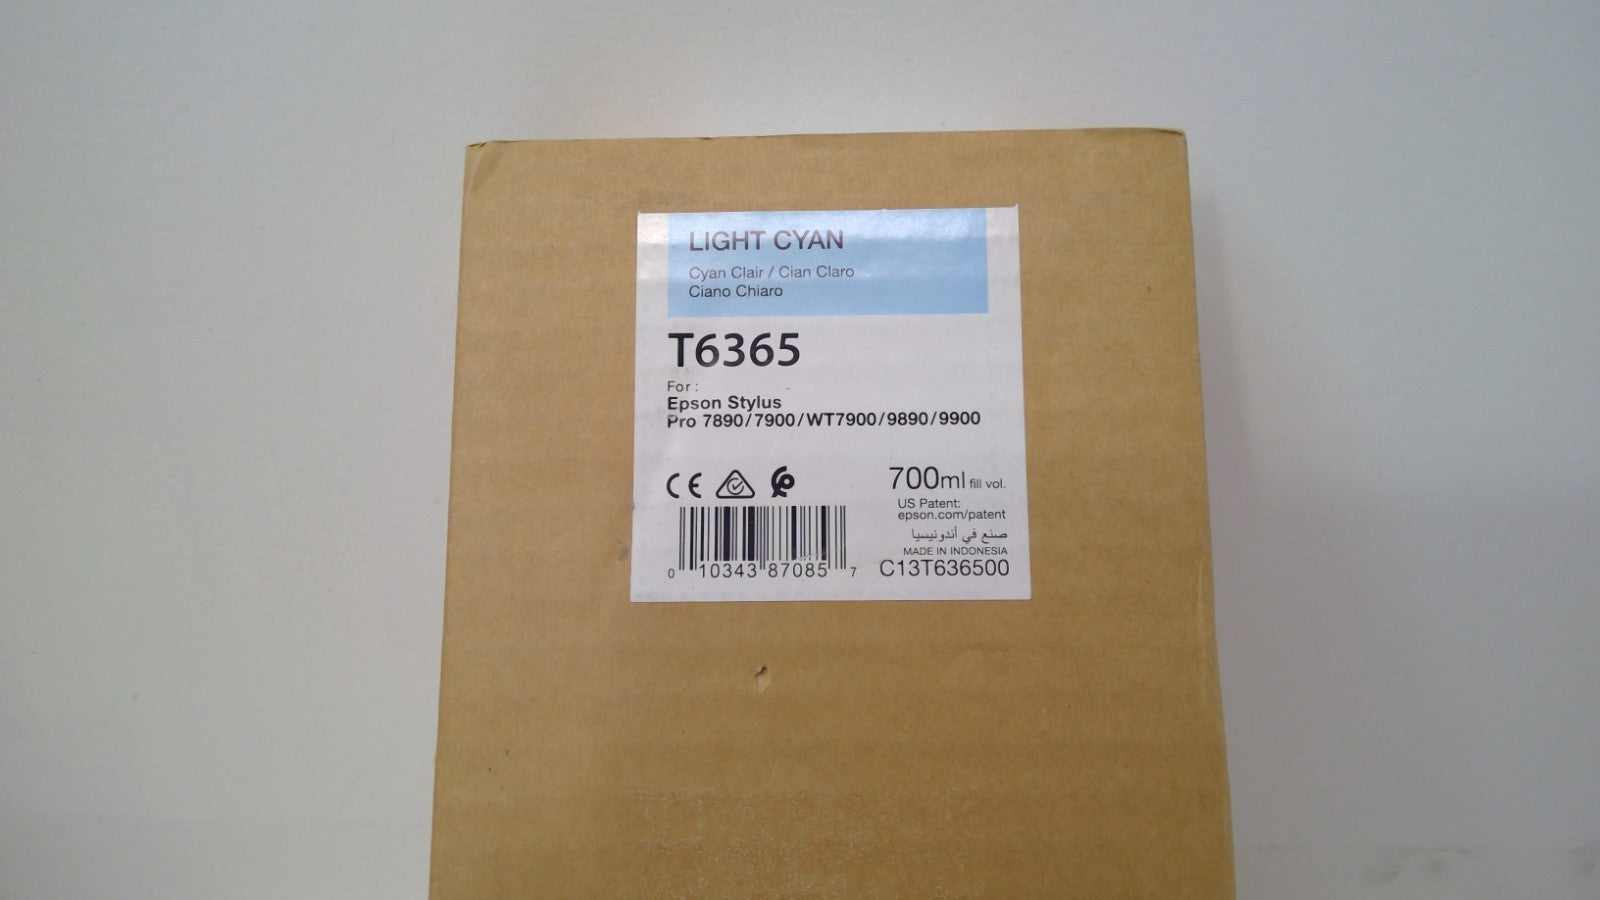 LIGHT CYAN
Cyan Clair / Cian Claro
Ciano Chiaro
T6365
For :
Epson Stylus
Pro 7890/7900/WT7900/9890/9900
CE
700ml fill vol.
US Patent:
epson.com/patent
صنع في أندونيسيا
MADE IN INDONESIA
0 10343 87085 7
C13T636500